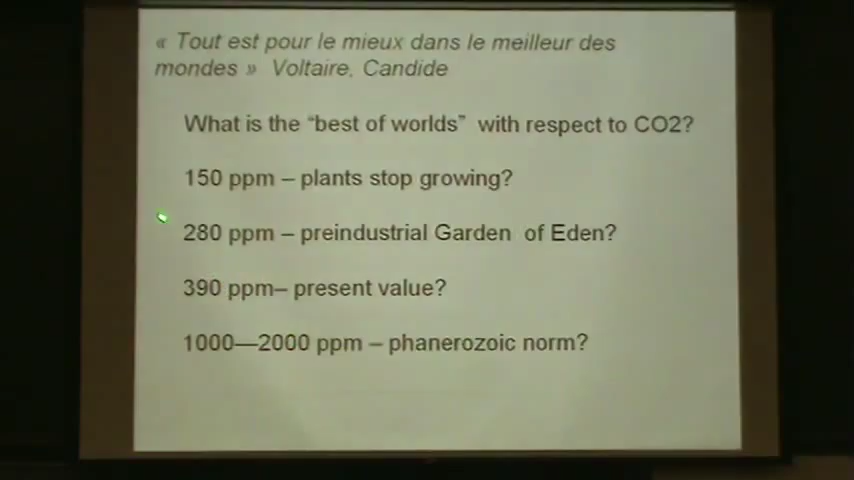 « Tout est pour le mieux dans le meilleur des
mondes » Voltaire, Candide
What is the "best of worlds" with respect to CO2?
150 ppm – plants stop growing?
280 ppm – preindustrial Garden of Eden?
390 ppm– present value?
1000—2000 ppm – phanerozoic norm?